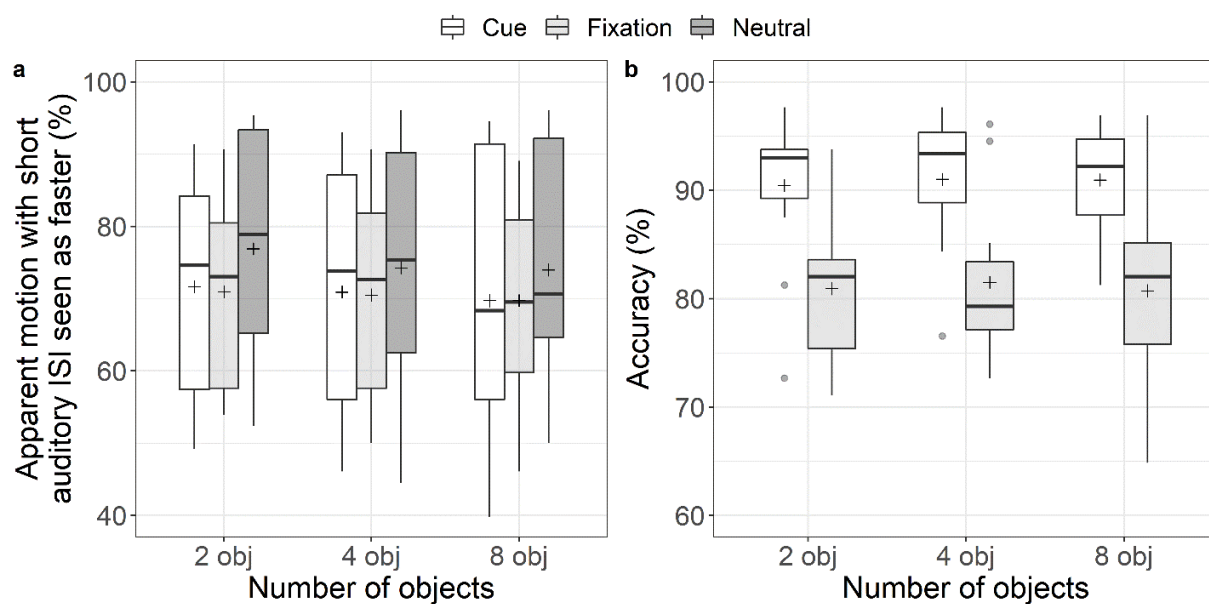 Cue Fixation Neutral
a
Apparent motion with short
auditory ISI seen as faster (%)
100
80
60
40
2 obj 4 obj 8 obj
Number of objects
b
Accuracy (%)
100
90
80
70
60
2 obj 4 obj 8 obj
Number of objects